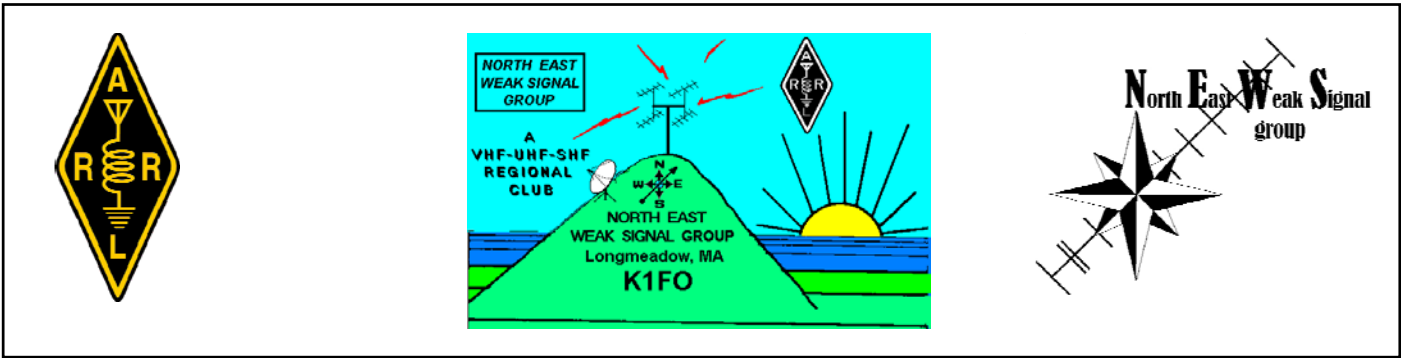 A
R R
L
NORTH EAST
WEAK SIGNAL
GROUP
A
VHF-UHF-SHF
REGIONAL
CLUB
A
R R
L
N
W E
S
NORTH EAST
WEAK SIGNAL GROUP
Longmeadow, MA
K1FO
North East Weak Signal
group